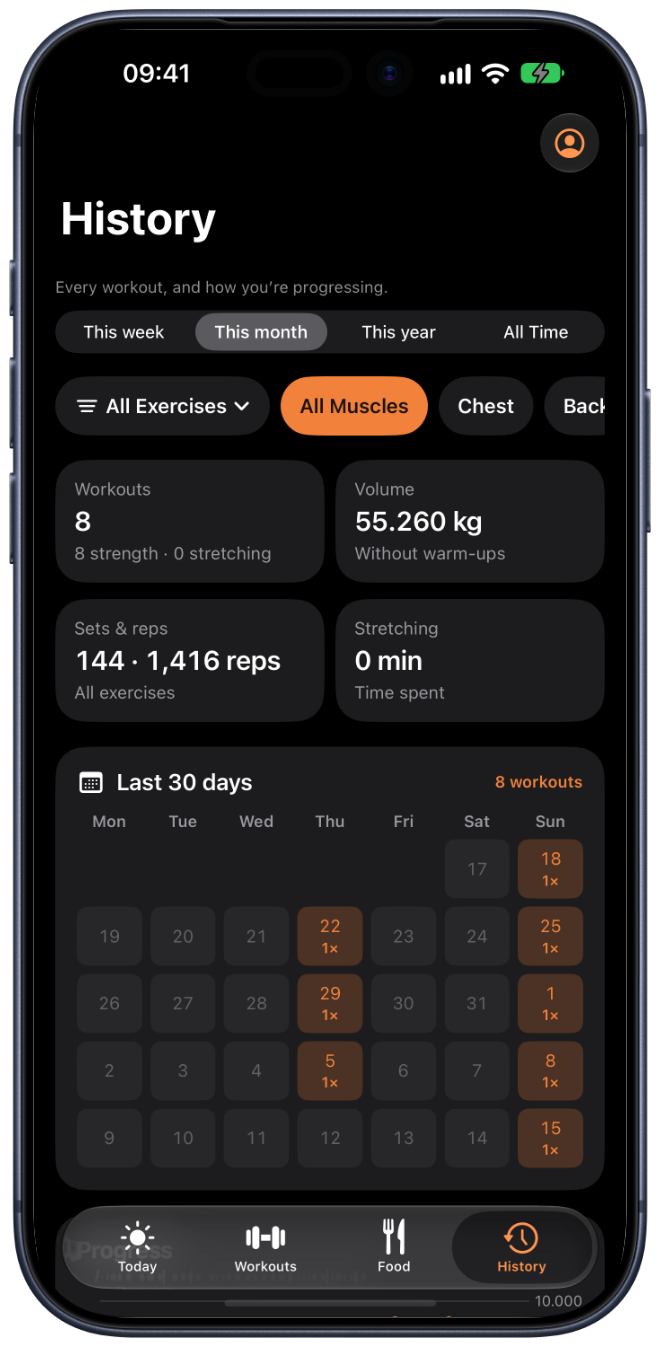 09:41
History
Every workout, and how you’re progressing.
This week This month This year All Time
All Exercises All Muscles Chest Back
Workouts
8
8 strength · 0 stretching
Volume
55.260 kg
Without warm-ups
Sets & reps
144 · 1,416 reps
All exercises
Stretching
0 min
Time spent
Last 30 days 8 workouts
Mon Tue Wed Thu Fri Sat Sun
17 18
1×
19 20 21 22 23 24 25
1× 1×
26 27 28 29 30 31 1
1× 1×
2 3 4 5 6 7 8
1× 1×
9 10 11 12 13 14 15
1×
Progress
Today Workouts Food History
10.000